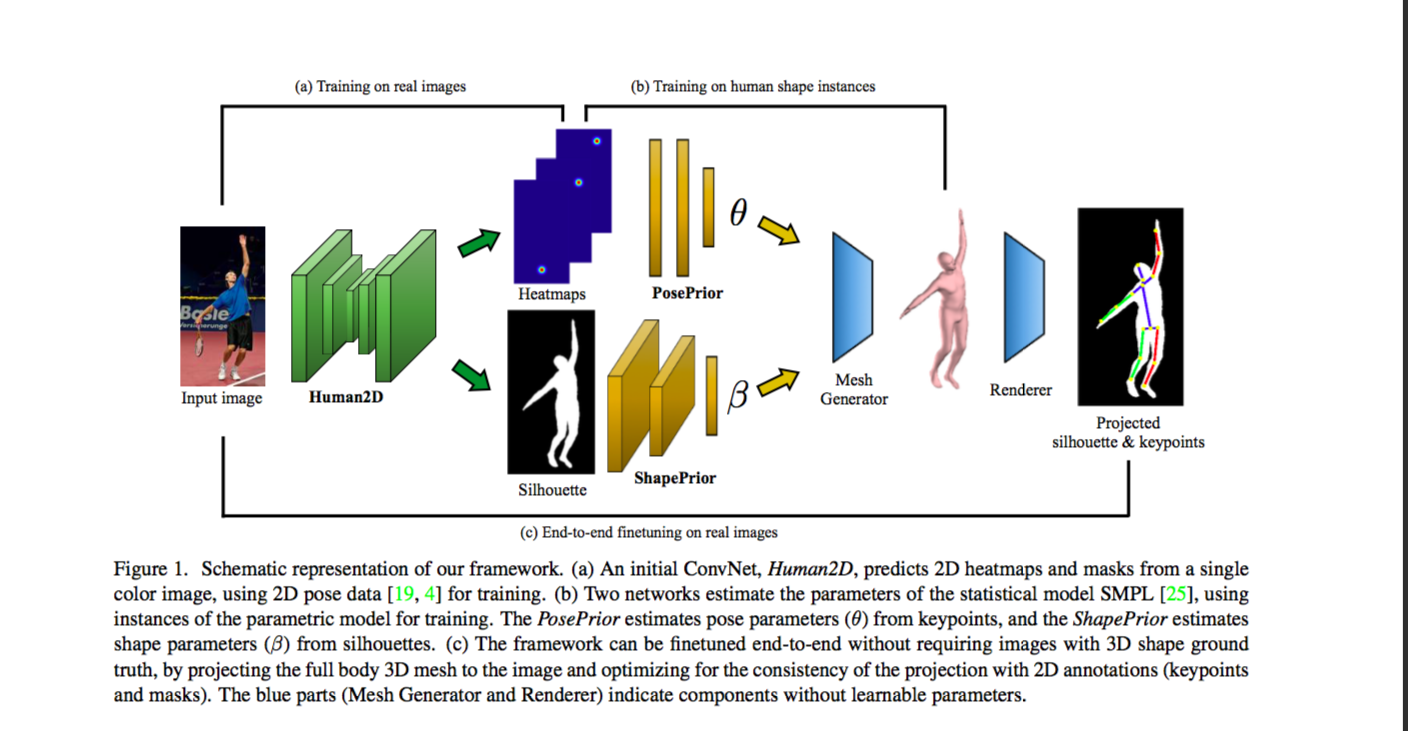 (a) Training on real images
(b) Training on human shape instances
θ
Basle
Heatmaps
PosePrior
Input image
Human2D
β
Mesh
Generator
Renderer
Projected
silhouette & keypoints
ShapePrior
Silhouette
(c) End-to-end finetuning on real images
Figure 1. Schematic representation of our framework. (a) An initial ConvNet, Human2D, predicts 2D heatmaps and masks from a single
color image, using 2D pose data [19, 4] for training. (b) Two networks estimate the parameters of the statistical model SMPL [25], using
instances of the parametric model for training. The PosePrior estimates pose parameters (θ) from keypoints, and the ShapePrior estimates
shape parameters (β) from silhouettes. (c) The framework can be finetuned end-to-end without requiring images with 3D shape ground
truth, by projecting the full body 3D mesh to the image and optimizing for the consistency of the projection with 2D annotations (keypoints
and masks). The blue parts (Mesh Generator and Renderer) indicate components without learnable parameters.